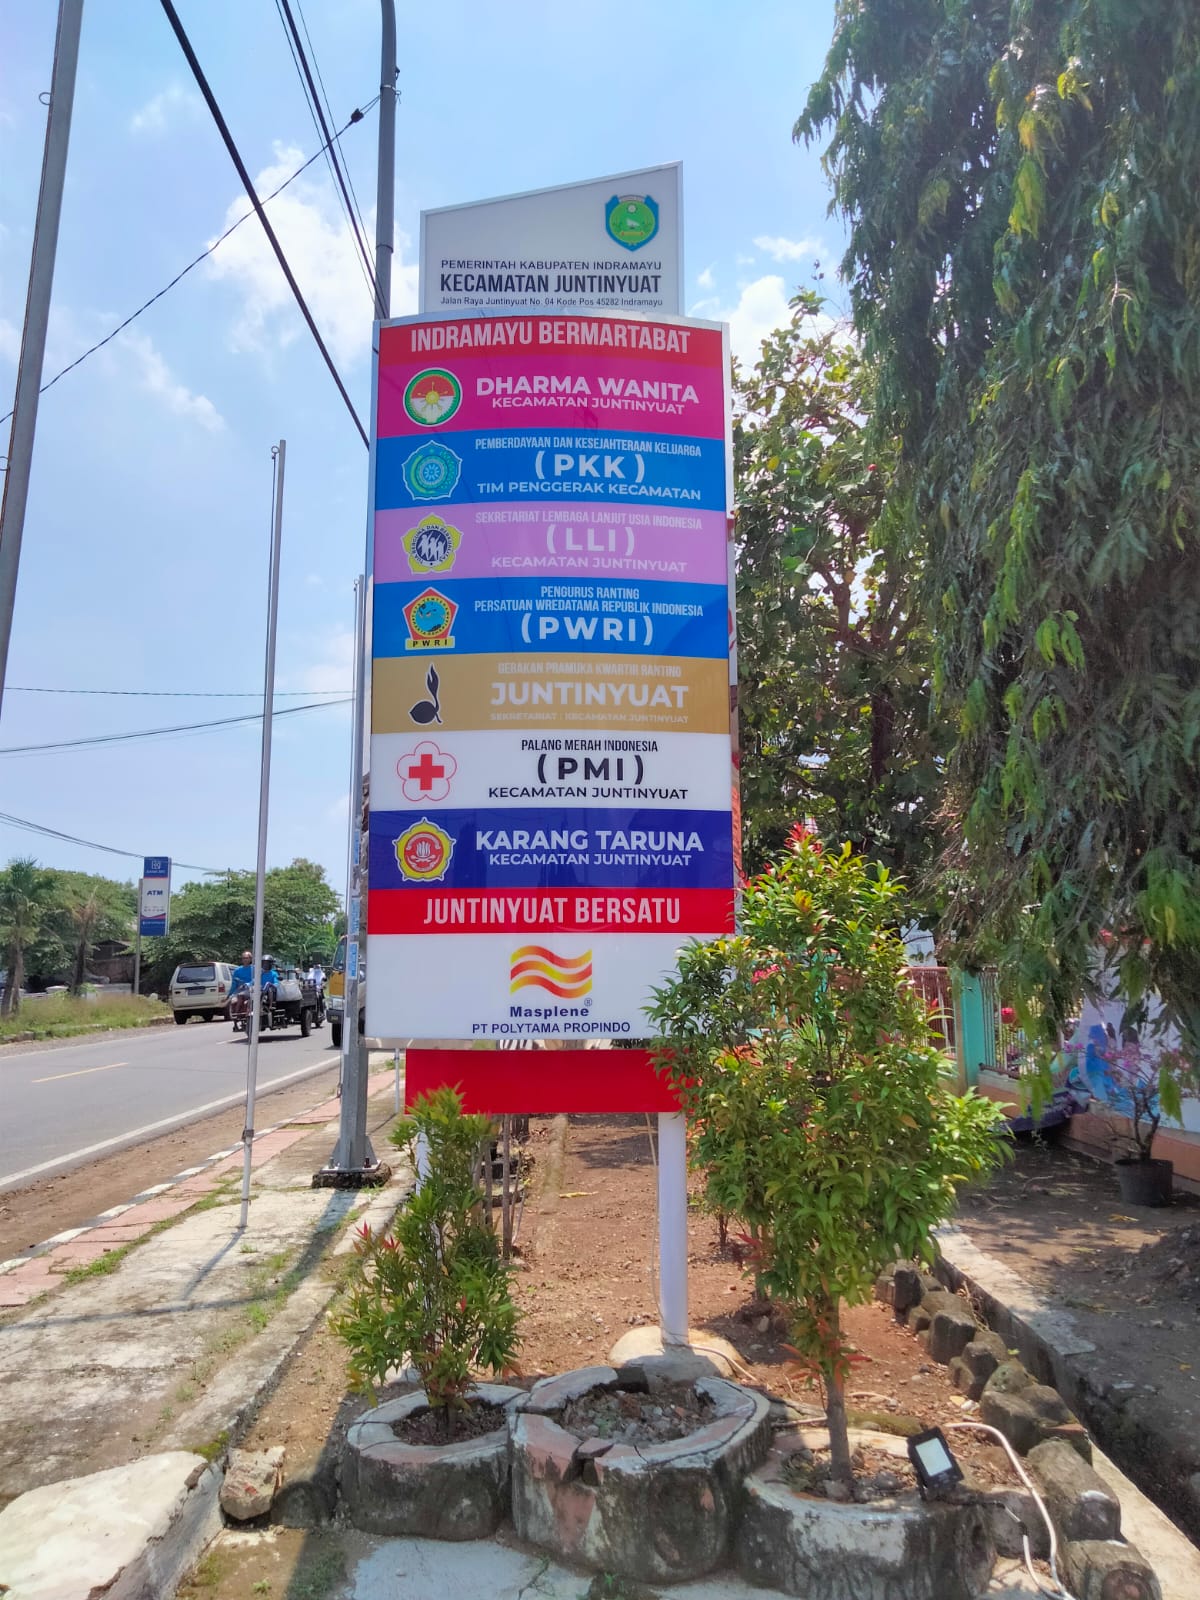 PEMERINTAH KABUPATEN INDRAMAYU
KECAMATAN JUNTINYUAT
Jalan Raya Juntinyuat No. 04 Kode Pos 45282 Indramayu
INDRAMAYU BERMARTABAT
DHARMA WANITA
KECAMATAN JUNTINYUAT
PEMBERDAYAAN DAN KESEJAHTERAAN KELUARGA
(PKK)
TIM PENGGERAK KECAMATAN
SEKRETARIAT LEMBAGA LANJUT USIA INDONESIA
(LLI)
KECAMATAN JUNTINYUAT
PENGURUS RANTING
PERSATUAN WREDATAMA REPUBLIK INDONESIA
(PWRI)
PWRI
GERAKAN PRAMUKA KWARTIR RANTING
JUNTINYUAT
SEKRETARIAT : KECAMATAN JUNTINYUAT
PALANG MERAH INDONESIA
(PMI)
KECAMATAN JUNTINYUAT
KARANG TARUNA
KECAMATAN JUNTINYUAT
JUNTINYUAT BERSATU
Masplene ®
PT POLYTAMA PROPINDO
ATM